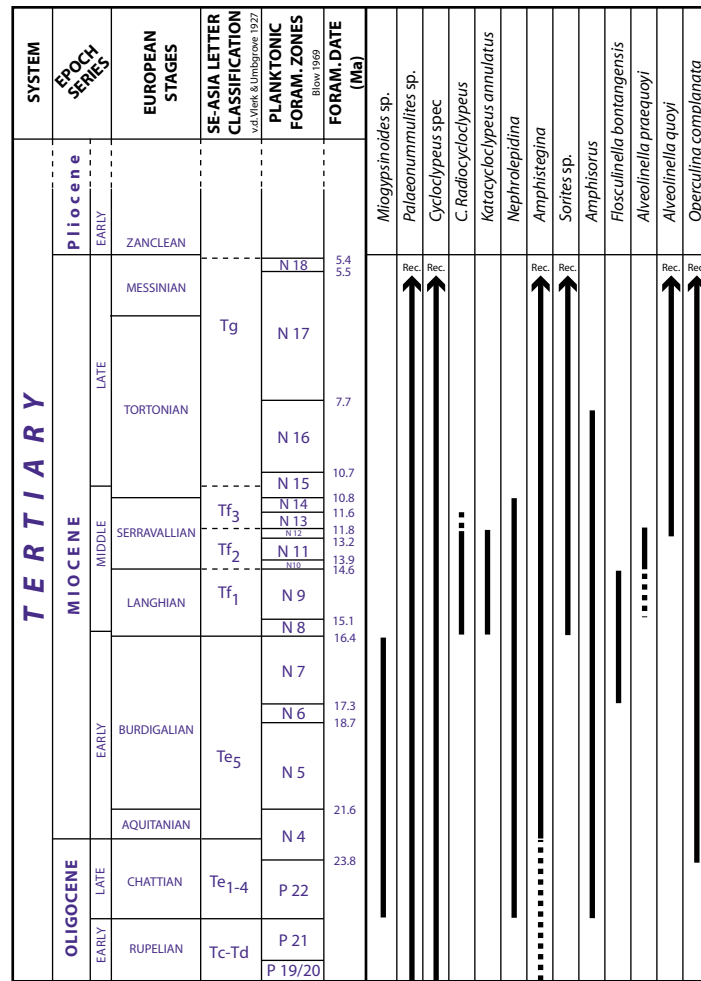 SYSTEM
EPOCH
SERIES
EUROPEAN
STAGES
SE-ASIA LETTER
CLASSIFICATION
v.d.Vlerk & Umbgrove 1927
PLANKTONIC
FORAM. ZONES
Blow 1969
FORAM.DATE
(Ma)
Miogypsinoides sp.
Palaeonummulites sp.
Cycloclypeus spec
C. Radiocycloclypeus
Katacycloclypeus annulatus
Nephrolepidina
Amphistegina
Sorites sp.
Amphisorus
Flosculinella bontangensis
Alveolinella praequoyi
Alveolinella quoyi
Operculina complanata
TERTIARY
Pliocene
MIOCENE
OLIGOCENE
EARLY
LATE
MIDDLE
EARLY
LATE
EARLY
ZANCLEAN
MESSINIAN
TORTONIAN
SERRAVALLIAN
LANGHIAN
BURDIGALIAN
AQUITANIAN
CHATTIAN
RUPELIAN
Tg
Tf3
Tf2
Tf1
Te5
Te1-4
Tc-Td
N 18
N 17
N 16
N 15
N 14
N 13
N 12
N 11
N10
N 9
N 8
N 7
N 6
N 5
N 4
P 22
P 21
P 19/20
5.4
5.5
7.7
10.7
10.8
11.6
11.8
13.2
13.9
14.6
15.1
16.4
17.3
18.7
21.6
23.8
Rec.
Rec.
Rec.
Rec.
Rec.
Rec.